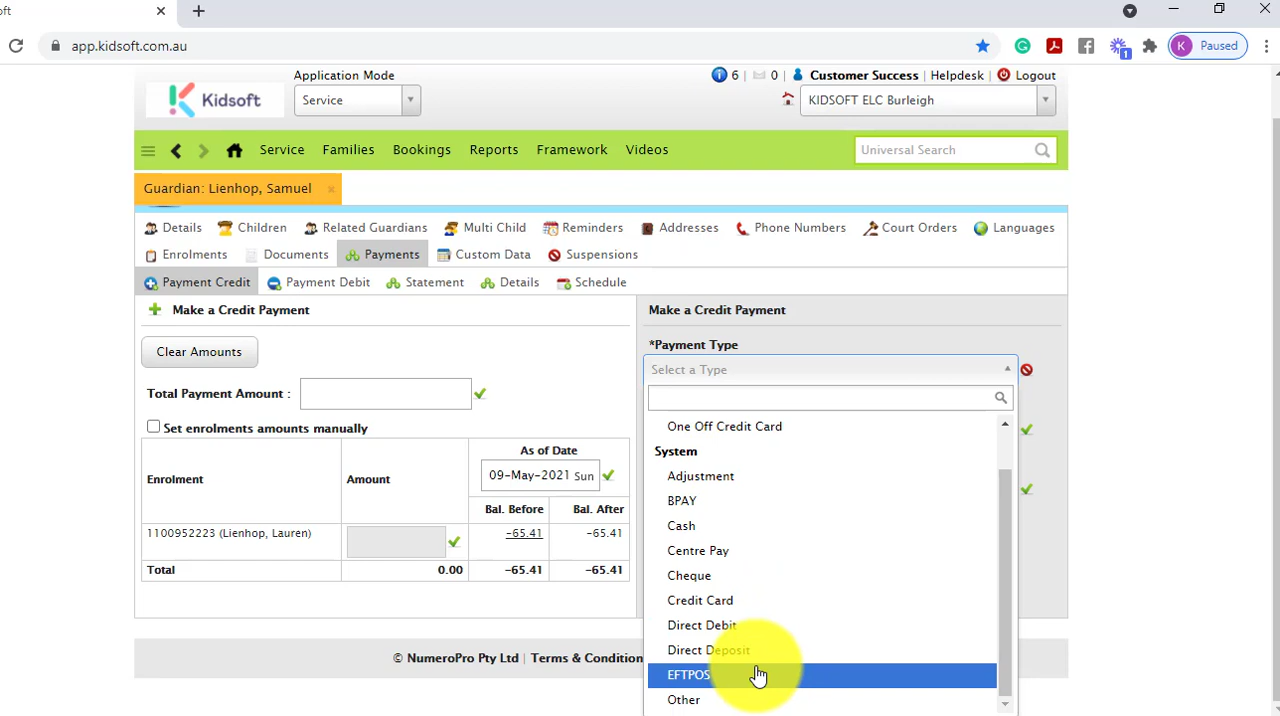 oft
app.kidsoft.com.au
1
K
Paused
Kidsoft
Application Mode
Service
6
0
Customer Success
Helpdesk
Logout
KIDSOFT ELC Burleigh
Service
Families
Bookings
Reports
Framework
Videos
Universal Search
Guardian: Lienhop, Samuel
Details
Children
Related Guardians
Multi Child
Reminders
Addresses
Phone Numbers
Court Orders
Languages
Enrolments
Documents
Payments
Custom Data
Suspensions
Payment Credit
Payment Debit
Statement
Details
Schedule
Make a Credit Payment
Clear Amounts
Total Payment Amount :
Set enrolments amounts manually
Enrolment
Amount
As of Date
09-May-2021 Sun
Bal. Before
Bal. After
1100952223 (Lienhop, Lauren)
-65.41
-65.41
Total
0.00
-65.41
-65.41
Make a Credit Payment
*Payment Type
Select a Type
One Off Credit Card
System
Adjustment
BPAY
Cash
Centre Pay
Cheque
Credit Card
Direct Debit
Direct Deposit
EFTPOS
Other
© NumeroPro Pty Ltd | Terms & Condition